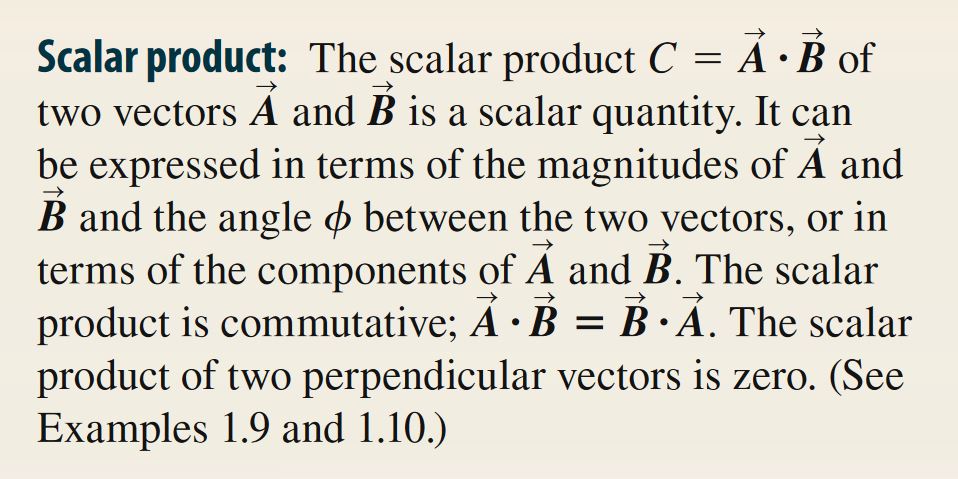 Scalar product: The scalar product C = A⃗ · B⃗ of
two vectors A⃗ and B⃗ is a scalar quantity. It can
be expressed in terms of the magnitudes of A⃗ and
B⃗ and the angle ϕ between the two vectors, or in
terms of the components of A⃗ and B⃗. The scalar
product is commutative; A⃗ · B⃗ = B⃗ · A⃗. The scalar
product of two perpendicular vectors is zero. (See
Examples 1.9 and 1.10.)